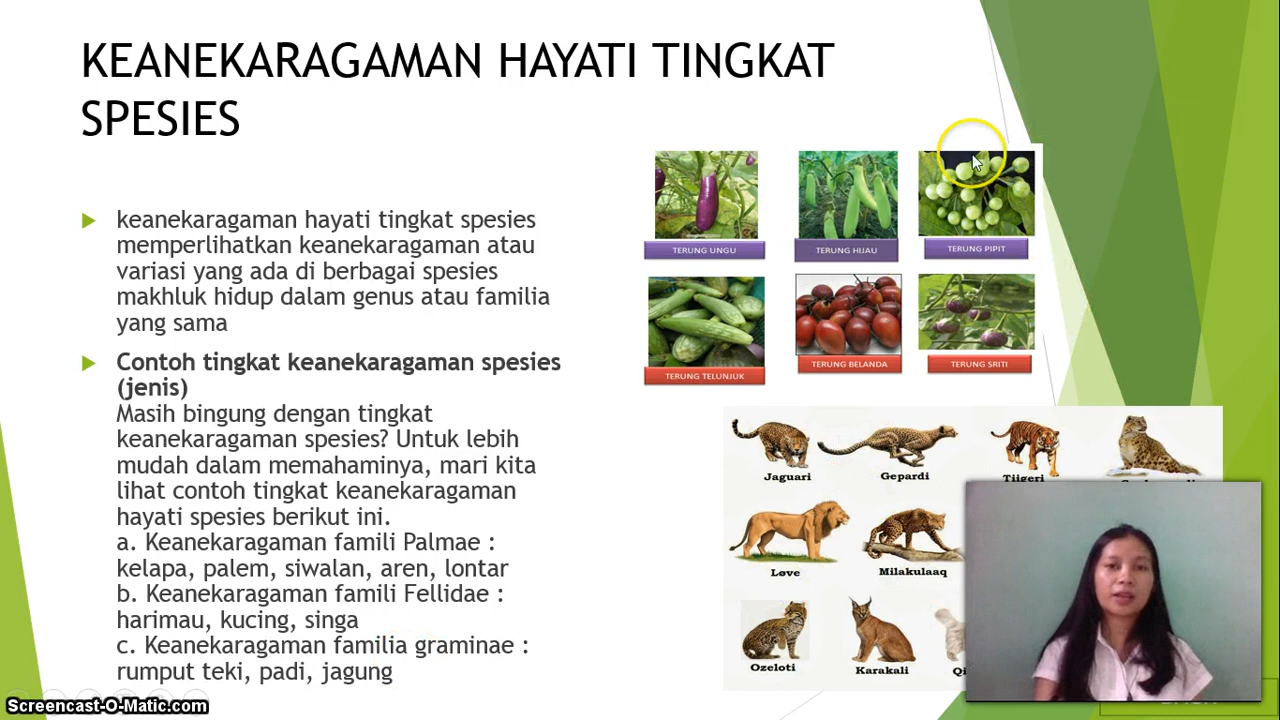 KEANEKARAGAMAN HAYATI TINGKAT
SPESIES
keanekaragaman hayati tingkat spesies
memperlihatkan keanekaragaman atau
variasi yang ada di berbagai spesies
makhluk hidup dalam genus atau familia
yang sama
Contoh tingkat keanekaragaman spesies
(jenis)
Masih bingung dengan tingkat
keanekaragaman spesies? Untuk lebih
mudah dalam memahaminya, mari kita
lihat contoh tingkat keanekaragaman
hayati spesies berikut ini.
a. Keanekaragaman famili Palmae :
kelapa, palem, siwalan, aren, lontar
b. Keanekaragaman famili Fellidae :
harimau, kucing, singa
c. Keanekaragaman familia graminae :
rumput teki, padi, jagung
TERUNG UNGU
TERUNG HIJAU
TERUNG PIPIT
TERUNG TELUNJUK
TERUNG BELANDA
TERUNG SRITI
Jaguari
Gepardi
Tiigeri
Løve
Milakulaaq
Ozeloti
Karakali
Screencast-O-Matic.com